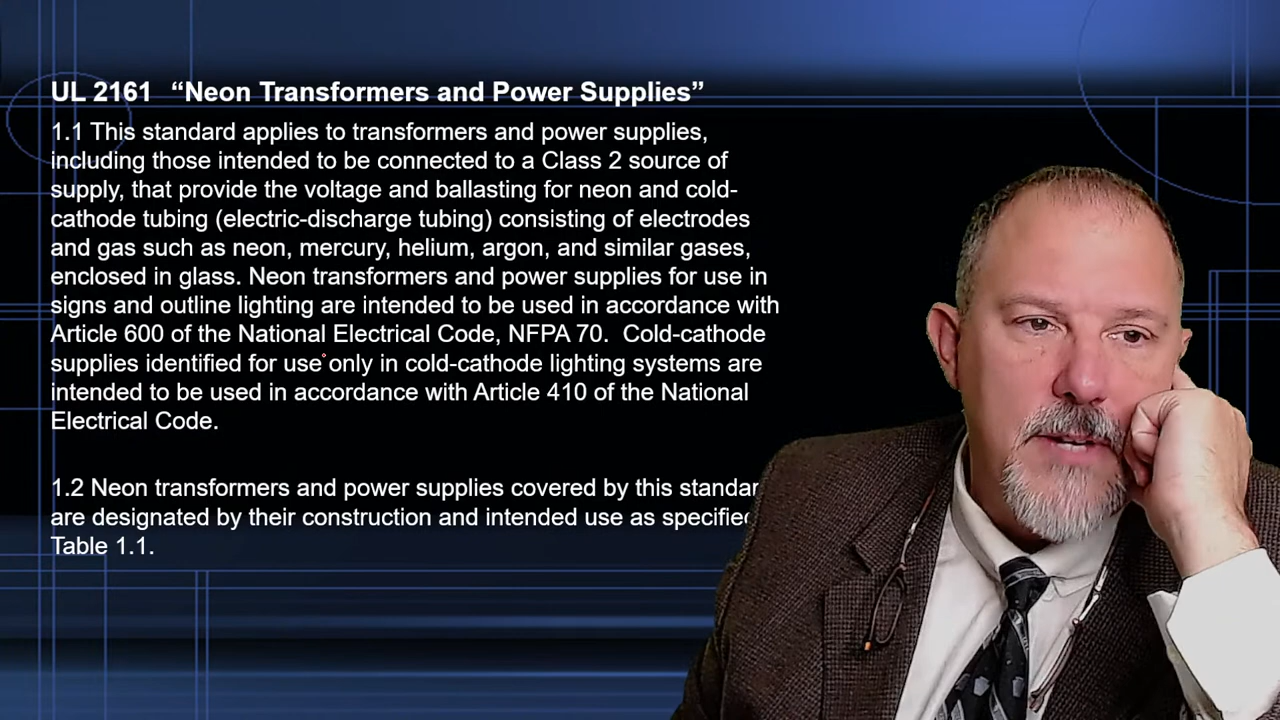 UL 2161 “Neon Transformers and Power Supplies”
1.1 This standard applies to transformers and power supplies,
including those intended to be connected to a Class 2 source of
supply, that provide the voltage and ballasting for neon and cold-
cathode tubing (electric-discharge tubing) consisting of electrodes
and gas such as neon, mercury, helium, argon, and similar gases,
enclosed in glass. Neon transformers and power supplies for use in
signs and outline lighting are intended to be used in accordance with
Article 600 of the National Electrical Code, NFPA 70. Cold-cathode
supplies identified for use only in cold-cathode lighting systems are
intended to be used in accordance with Article 410 of the National
Electrical Code.
1.2 Neon transformers and power supplies covered by this
are designated by their construction and intended use as
Table 1.1.